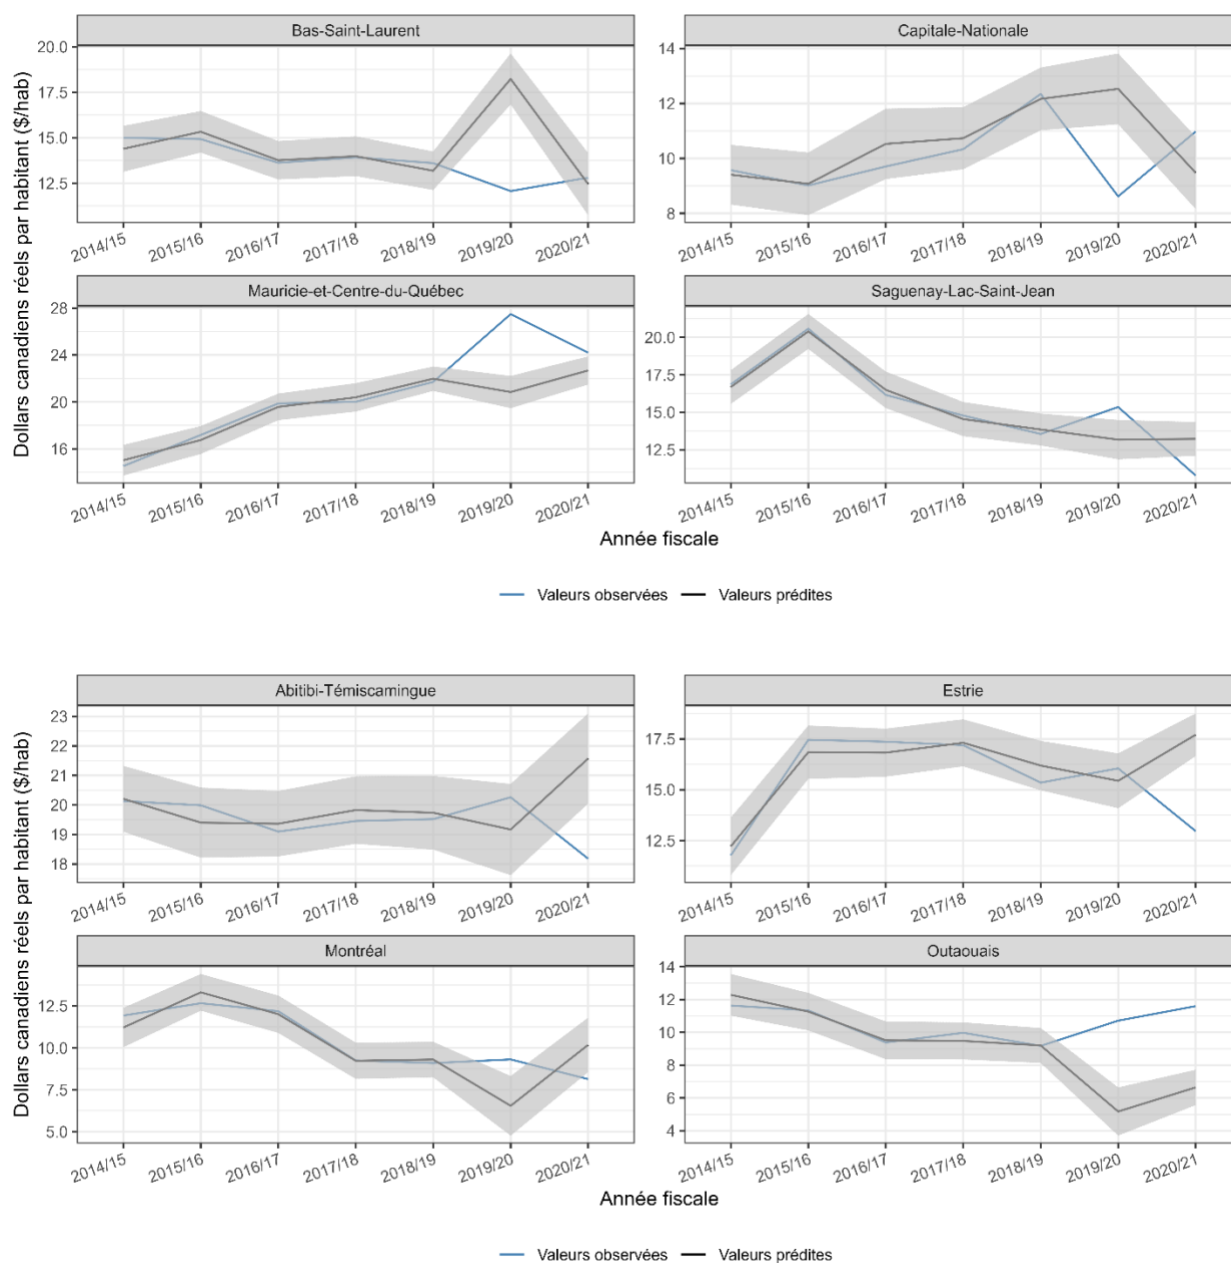 Dollars canadiens réels par habitant ($/hab)
Bas-Saint-Laurent
20.0
17.5
15.0
12.5
2014/15 2015/16 2016/17 2017/18 2018/19 2019/20 2020/21
Capitale-Nationale
14
12
10
8
2014/15 2015/16 2016/17 2017/18 2018/19 2019/20 2020/21
Mauricie-et-Centre-du-Québec
28
24
20
16
2014/15 2015/16 2016/17 2017/18 2018/19 2019/20 2020/21
Saguenay-Lac-Saint-Jean
20.0
17.5
15.0
12.5
2014/15 2015/16 2016/17 2017/18 2018/19 2019/20 2020/21
Année fiscale
Valeurs observées Valeurs prédites
Dollars canadiens réels par habitant ($/hab)
Abitibi-Témiscamingue
23
22
21
20
19
18
2014/15 2015/16 2016/17 2017/18 2018/19 2019/20 2020/21
Estrie
17.5
15.0
12.5
2014/15 2015/16 2016/17 2017/18 2018/19 2019/20 2020/21
Montréal
12.5
10.0
7.5
5.0
2014/15 2015/16 2016/17 2017/18 2018/19 2019/20 2020/21
Outaouais
14
12
10
8
6
4
2014/15 2015/16 2016/17 2017/18 2018/19 2019/20 2020/21
Année fiscale
Valeurs observées Valeurs prédites